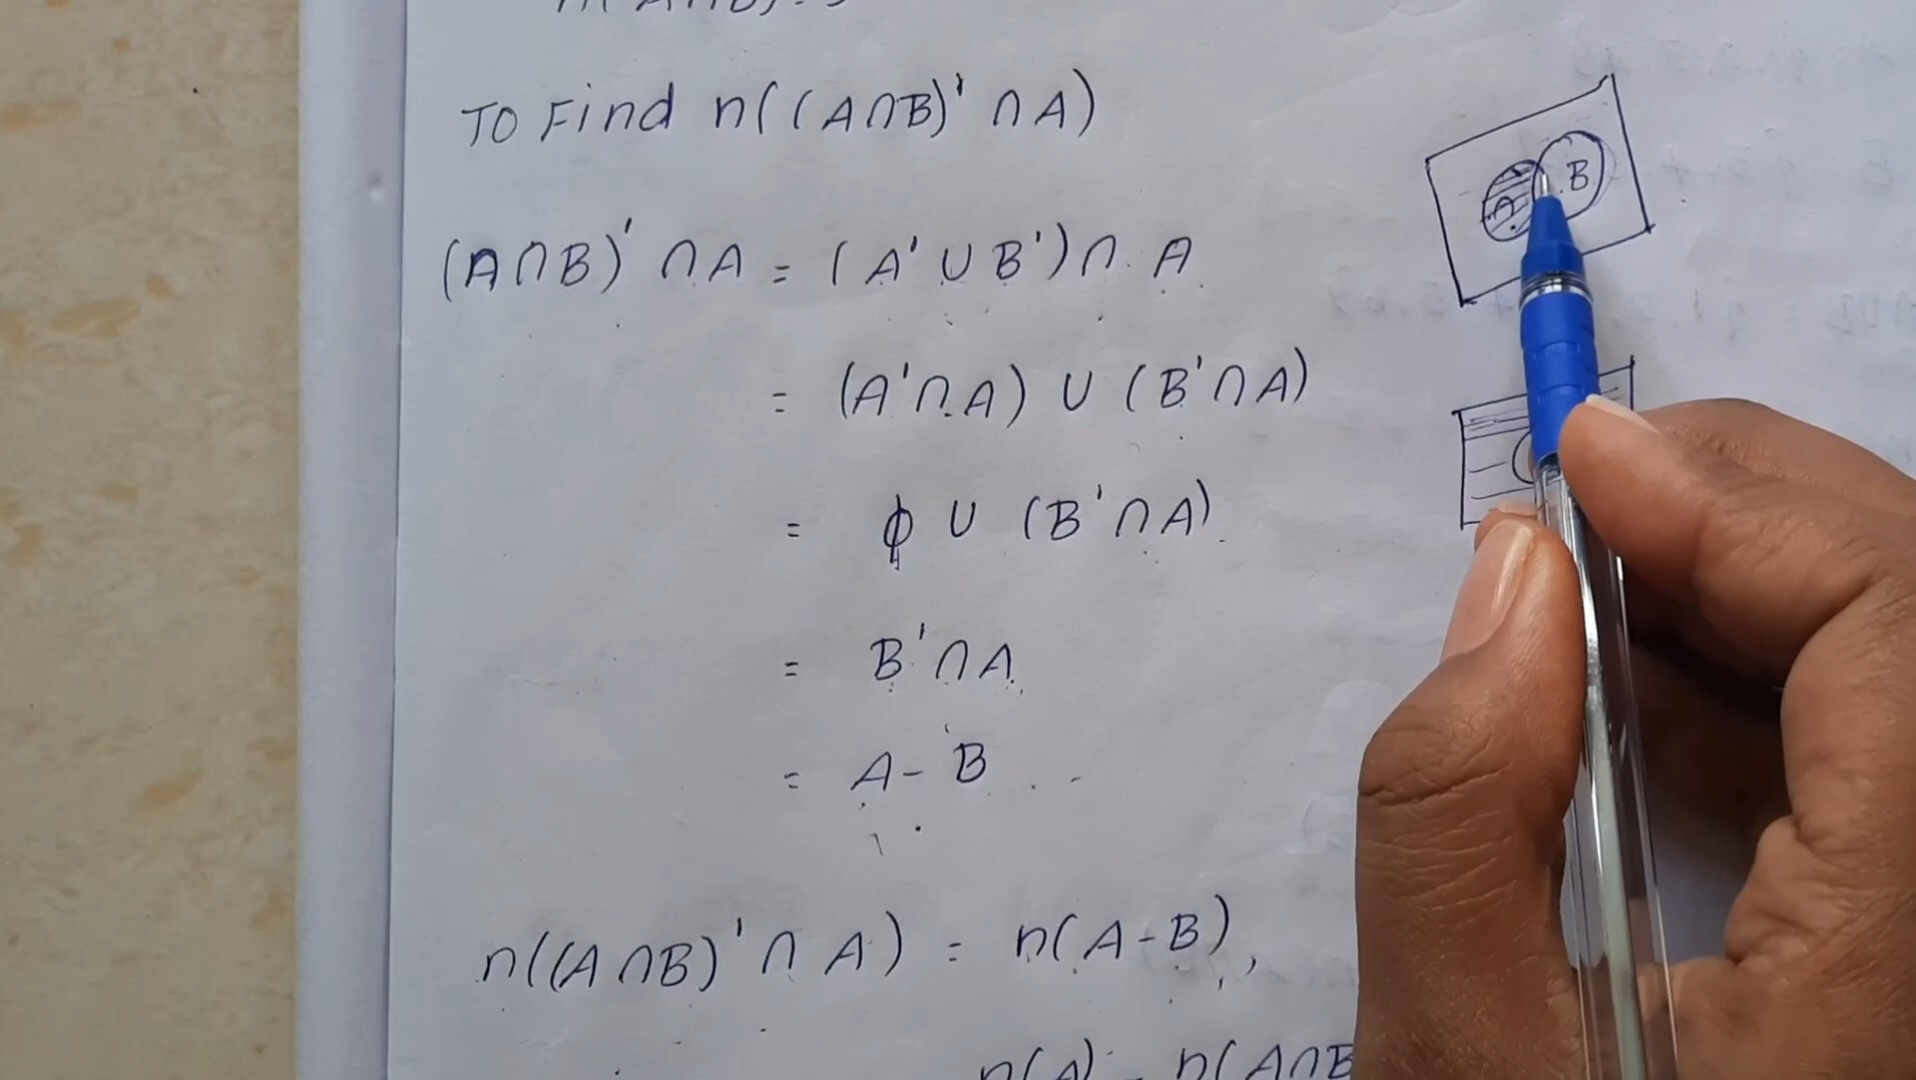 n(A∩B) = 
To Find n((A∩B)' ∩ A)
(A∩B)' ∩ A = (A' ∪ B') ∩ A
= (A' ∩ A) ∪ (B' ∩ A)
= ϕ ∪ (B' ∩ A)
= B' ∩ A
= A - B
n((A∩B)' ∩ A) = n(A-B)
n(A) - n(A∩B
A
B